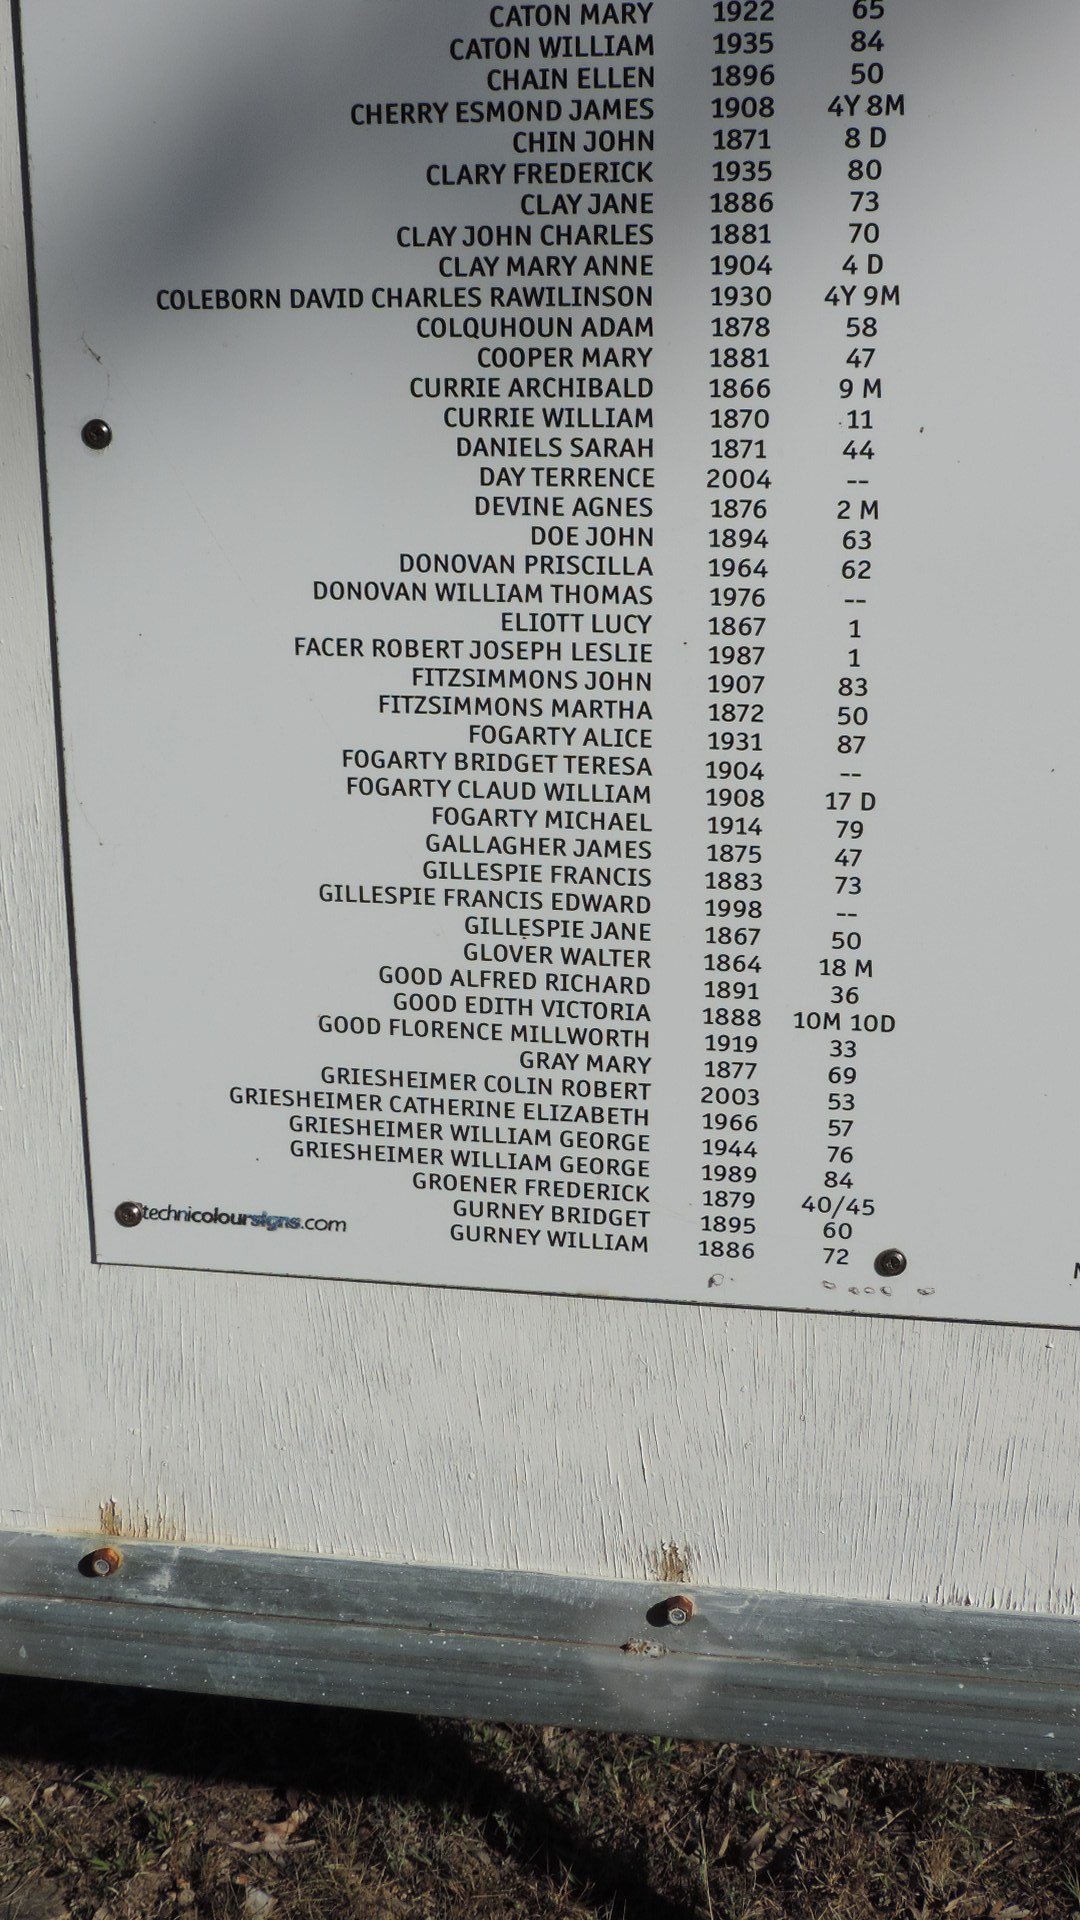 CATON MARY 1922 65
CATON WILLIAM 1935 84
CHAIN ELLEN 1896 50
CHERRY ESMOND JAMES 1908 4Y 8M
CHIN JOHN 1871 8 D
CLARY FREDERICK 1935 80
CLAY JANE 1886 73
CLAY JOHN CHARLES 1881 70
CLAY MARY ANNE 1904 4 D
COLEBORN DAVID CHARLES RAWILINSON 1930 4Y 9M
COLQUHOUN ADAM 1878 58
COOPER MARY 1881 47
CURRIE ARCHIBALD 1866 9 M
CURRIE WILLIAM 1870 11
DANIELS SARAH 1871 44
DAY TERRENCE 2004 --
DEVINE AGNES 1876 2 M
DOE JOHN 1894 63
DONOVAN PRISCILLA 1964 62
DONOVAN WILLIAM THOMAS 1976 --
ELIOTT LUCY 1867 1
FACER ROBERT JOSEPH LESLIE 1987 1
FITZSIMMONS JOHN 1907 83
FITZSIMMONS MARTHA 1872 50
FOGARTY ALICE 1931 87
FOGARTY BRIDGET TERESA 1904 --
FOGARTY CLAUD WILLIAM 1908 17 D
FOGARTY MICHAEL 1914 79
GALLAGHER JAMES 1875 47
GILLESPIE FRANCIS 1883 73
GILLESPIE FRANCIS EDWARD 1998 --
GILLESPIE JANE 1867 50
GLOVER WALTER 1864 18 M
GOOD ALFRED RICHARD 1891 36
GOOD EDITH VICTORIA 1888 10M 10D
GOOD FLORENCE MILLWORTH 1919 33
GRAY MARY 1877 69
GRIESHEIMER COLIN ROBERT 2003 53
GRIESHEIMER CATHERINE ELIZABETH 1966 57
GRIESHEIMER WILLIAM GEORGE 1944 76
GRIESHEIMER WILLIAM GEORGE 1989 84
GROENER FREDERICK 1879 40/45
GURNEY BRIDGET 1895 60
GURNEY WILLIAM 1886 72
technicoloursigns.com